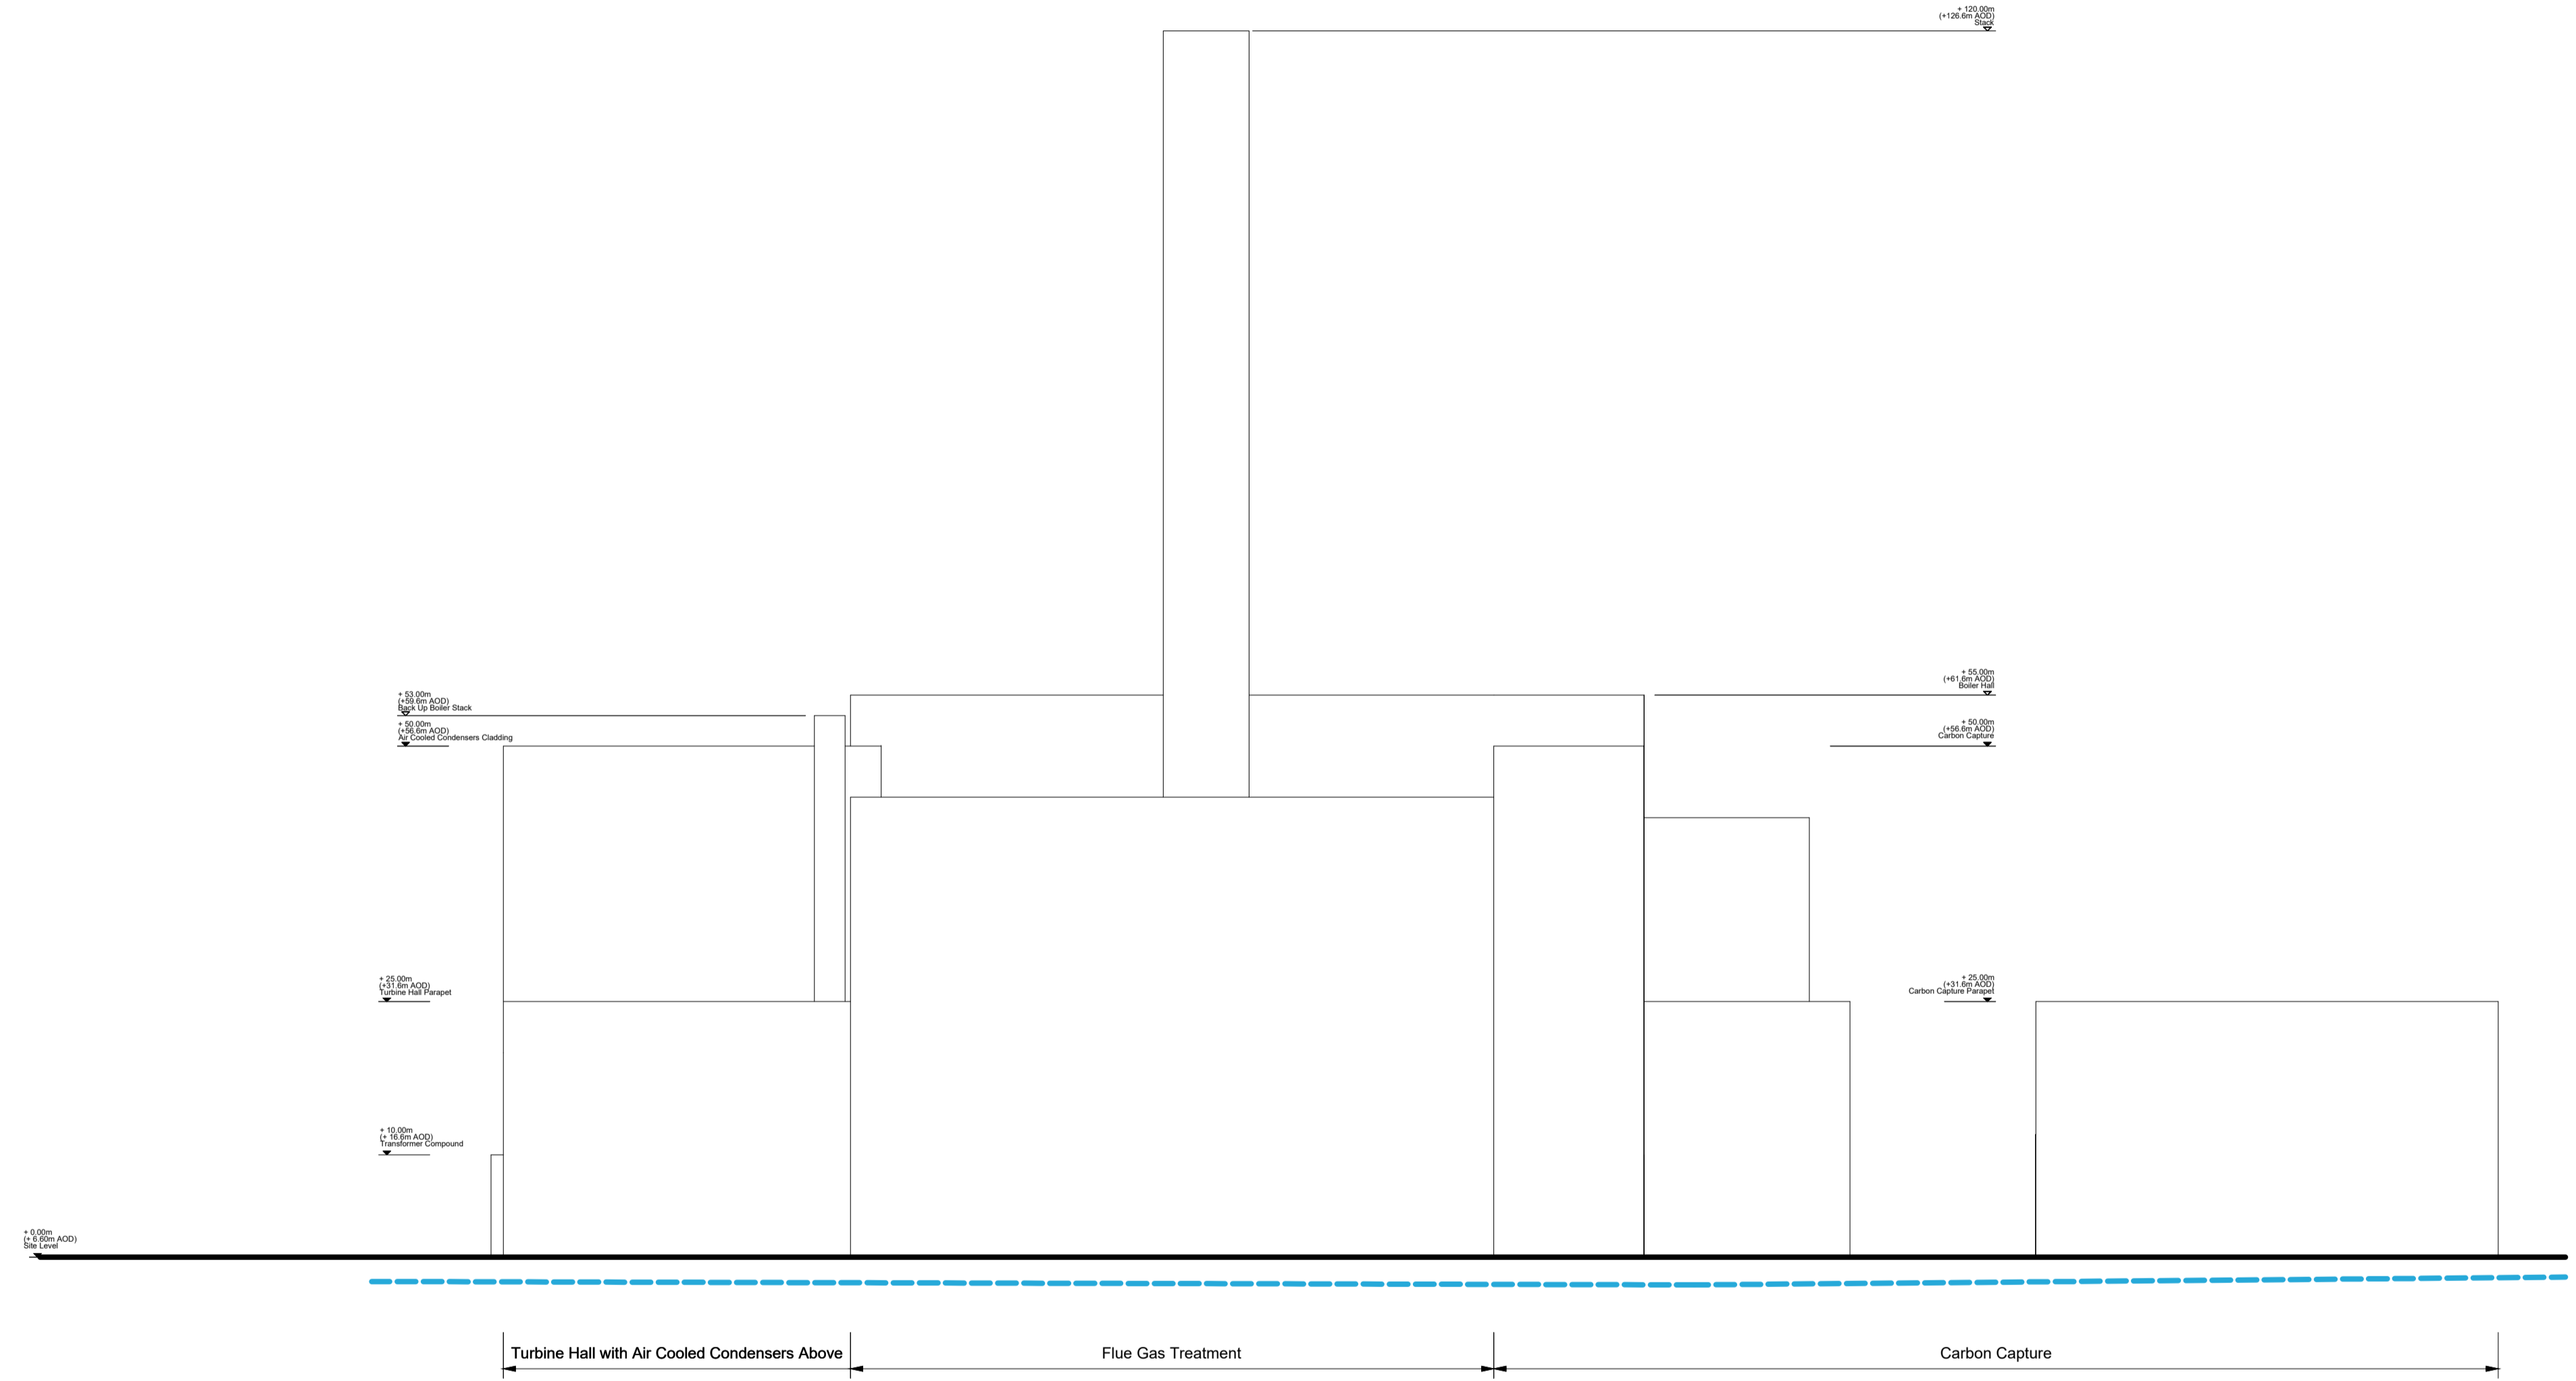 + 120.00m
(+126.6m AOD)
Stack
+ 55.00m
(+61.6m AOD)
Boiler Hall
+ 53.00m
(+59.6m AOD)
Back Up Boiler Stack
+ 50.00m
(+56.6m AOD)
Air Cooled Condensers Cladding
+ 50.00m
(+56.6m AOD)
Carbon Capture
+ 25.00m
(+31.6m AOD)
Turbine Hall Parapet
+ 25.00m
(+31.6m AOD)
Carbon Capture Parapet
+ 10.00m
(+ 16.6m AOD)
Transformer Compound
+ 0.00m
(+ 6.60m AOD)
Site Level
Turbine Hall with Air Cooled Condensers Above
Flue Gas Treatment
Carbon Capture